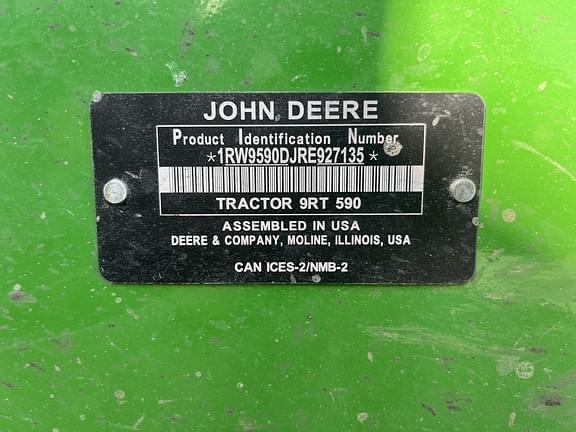 JOHN DEERE
Product Identification Number
*1RW9590DJRE927135*
TRACTOR 9RT 590
ASSEMBLED IN USA
DEERE & COMPANY, MOLINE, ILLINOIS, USA
CAN ICES-2/NMB-2